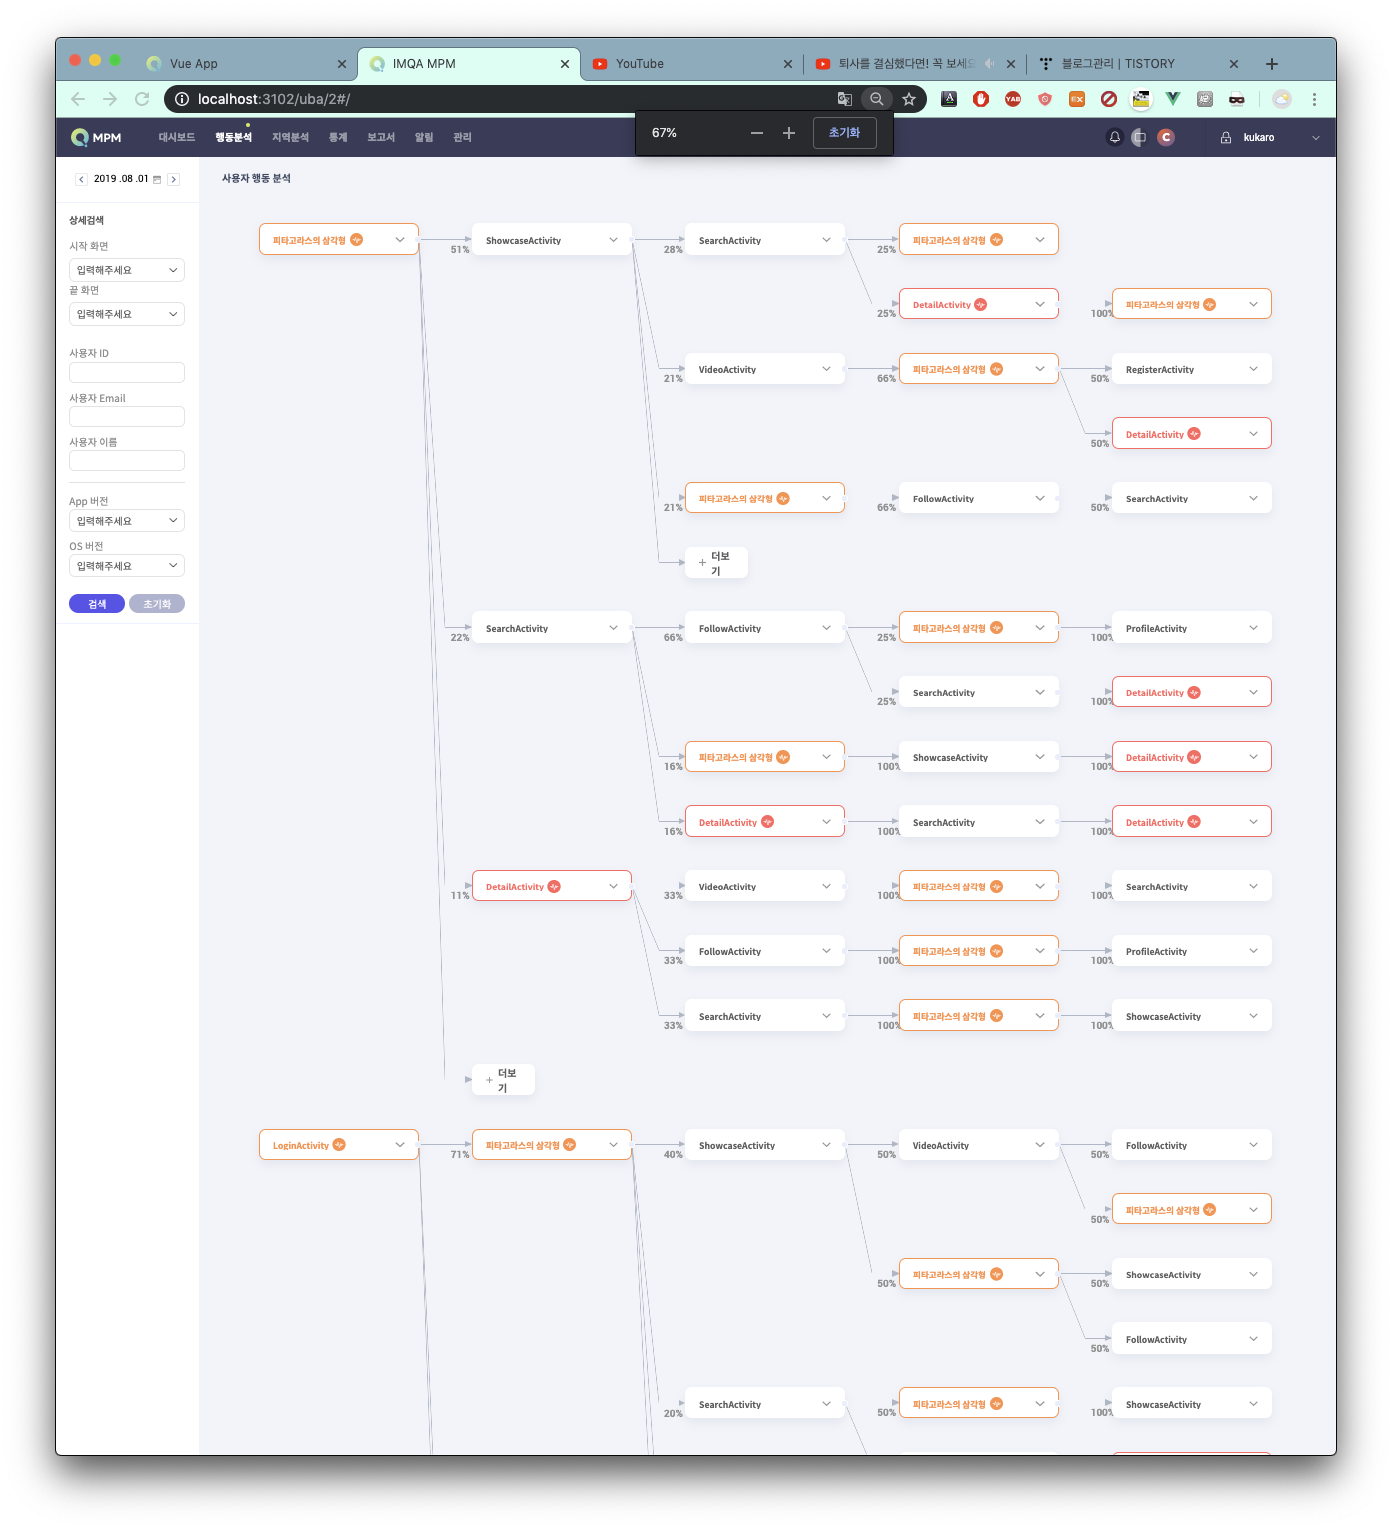 Vue App
IMQA MPM
YouTube
퇴사를 결심했다면! 꼭 보세요
블로그관리 | TISTORY
localhost:3102/uba/2#/
67%
초기화
MPM
대시보드
행동분석
지역분석
통계
보고서
알림
관리
C
kukaro
2019 .08 .01
사용자 행동 분석
상세검색
시작 화면
입력해주세요
끝 화면
입력해주세요
사용자 ID
사용자 Email
사용자 이름
App 버전
입력해주세요
OS 버전
입력해주세요
검색
초기화
피타고라스의 삼각형
51%
ShowcaseActivity
28%
SearchActivity
25%
피타고라스의 삼각형
25%
DetailActivity
100%
피타고라스의 삼각형
21%
VideoActivity
66%
피타고라스의 삼각형
50%
RegisterActivity
50%
DetailActivity
21%
피타고라스의 삼각형
66%
FollowActivity
50%
SearchActivity
+ 더보
기
22%
SearchActivity
66%
FollowActivity
25%
피타고라스의 삼각형
100%
ProfileActivity
25%
SearchActivity
100%
DetailActivity
16%
피타고라스의 삼각형
100%
ShowcaseActivity
100%
DetailActivity
16%
DetailActivity
100%
SearchActivity
100%
DetailActivity
11%
DetailActivity
33%
VideoActivity
100%
피타고라스의 삼각형
100%
SearchActivity
33%
FollowActivity
100%
피타고라스의 삼각형
100%
ProfileActivity
33%
SearchActivity
100%
피타고라스의 삼각형
100%
ShowcaseActivity
+ 더보
기
LoginActivity
71%
피타고라스의 삼각형
40%
ShowcaseActivity
50%
VideoActivity
50%
FollowActivity
50%
피타고라스의 삼각형
50%
피타고라스의 삼각형
50%
ShowcaseActivity
50%
FollowActivity
20%
SearchActivity
50%
피타고라스의 삼각형
100%
ShowcaseActivity